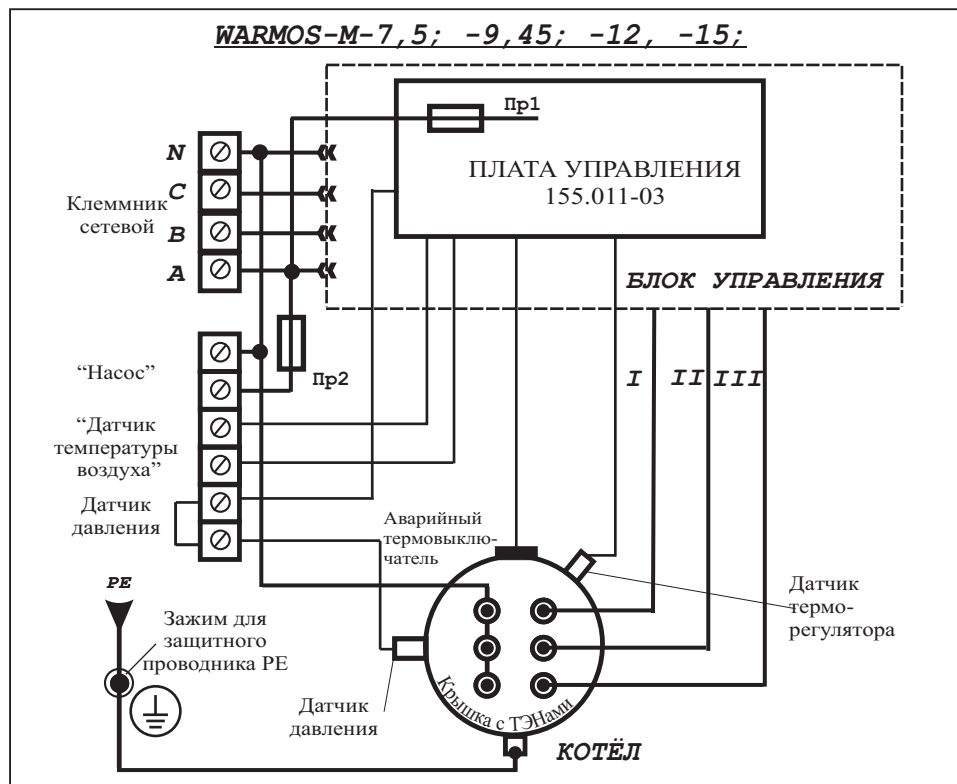 WARMOS-M-7,5; -9,45; -12, -15;
Пр1
ПЛАТА УПРАВЛЕНИЯ
155.011-03
N
C
B
A
Клеммник
сетевой
БЛОК УПРАВЛЕНИЯ
“Насос”
Пр2
I
II
III
“Датчик
температуры
воздуха”
Датчик
давления
Аварийный
термовыклю-
чатель
PE
Зажим для
защитного
проводника PE
Датчик
термо-
регулятора
Крышка с ТЭНами
Датчик
давления
КОТЁЛ